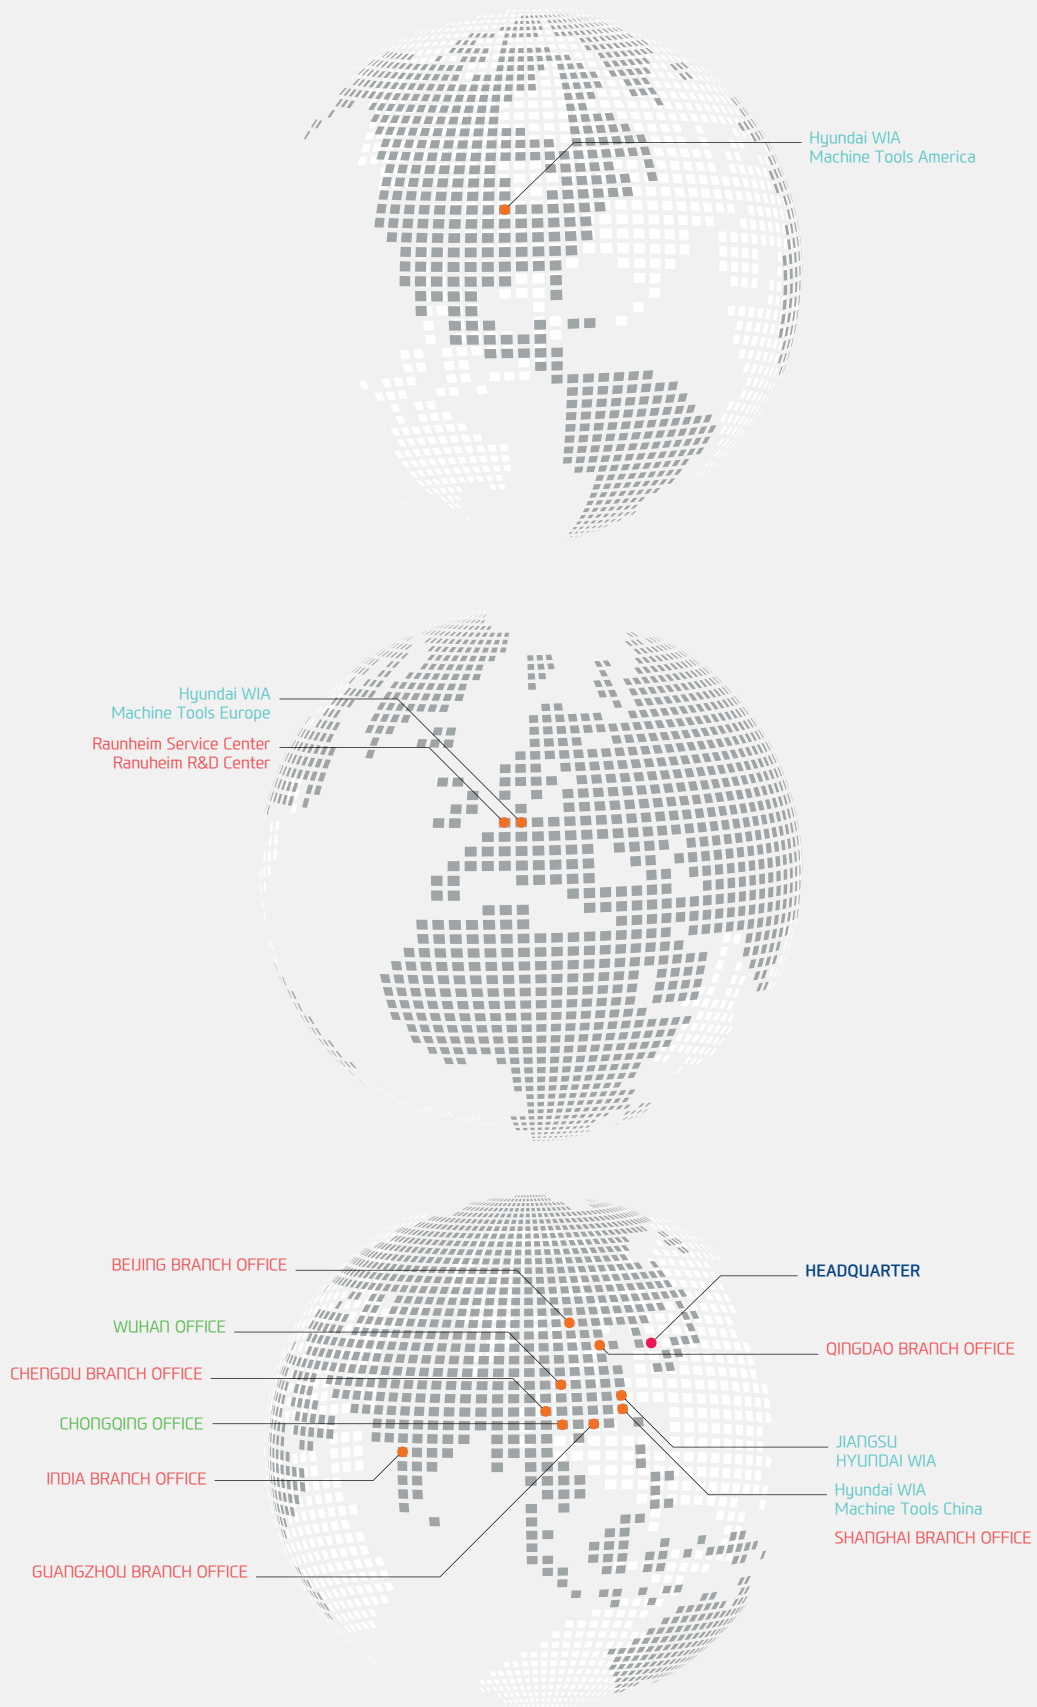 Hyundai WIA
Machine Tools America
Hyundai WIA
Machine Tools Europe
Raunheim Service Center
Ranuheim R&D Center
BEIJING BRANCH OFFICE
HEADQUARTER
WUHAN OFFICE
QINGDAO BRANCH OFFICE
CHENGDU BRANCH OFFICE
CHONGQING OFFICE
JIANGSU
HYUNDAI WIA
INDIA BRANCH OFFICE
Hyundai WIA
Machine Tools China
SHANGHAI BRANCH OFFICE
GUANGZHOU BRANCH OFFICE